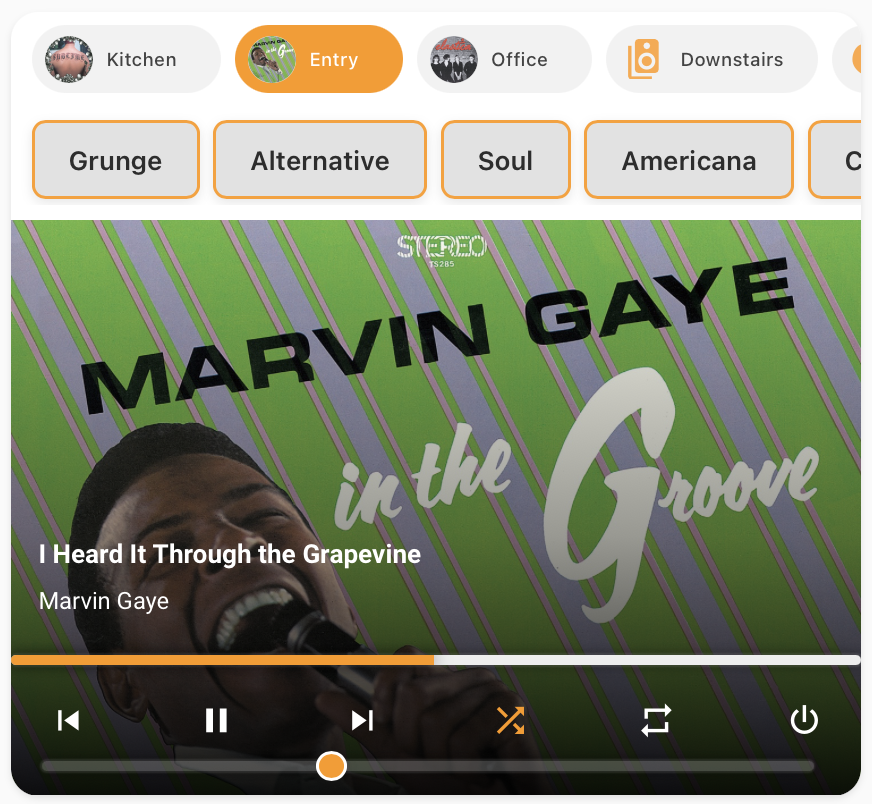 Kitchen
Entry
Office
Downstairs
Grunge
Alternative
Soul
Americana
C
STEREO
TS285
MARVIN GAYE
in the Groove
I Heard It Through the Grapevine
Marvin Gaye